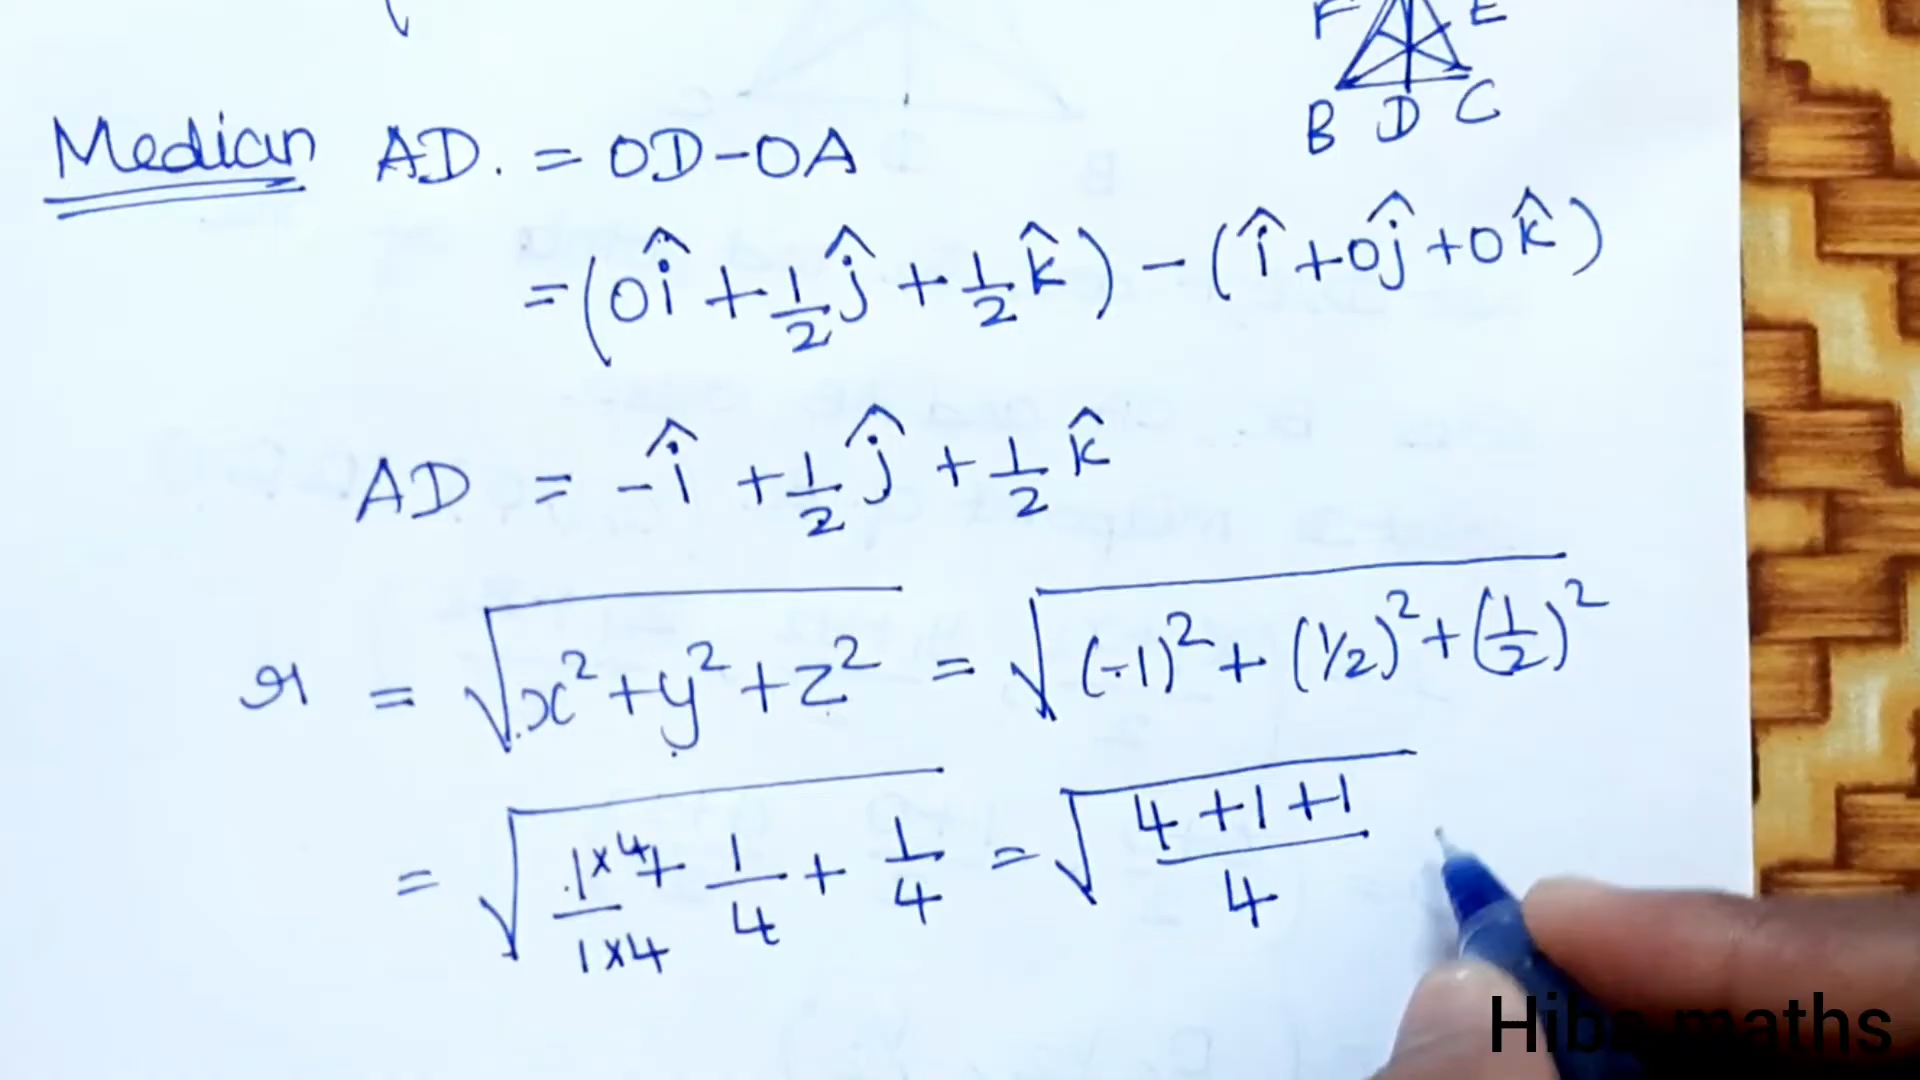 F E
B D C
Median AD. = OD - OA
= (0î + 1/2 ĵ + 1/2 k̂) - (î + 0ĵ + 0k̂)
AD = -î + 1/2 ĵ + 1/2 k̂
r = √(x² + y² + z²) = √((-1)² + (1/2)² + (1/2)²)
= √((1×4)/(1×4) + 1/4 + 1/4) = √((4+1+1)/4)
maths